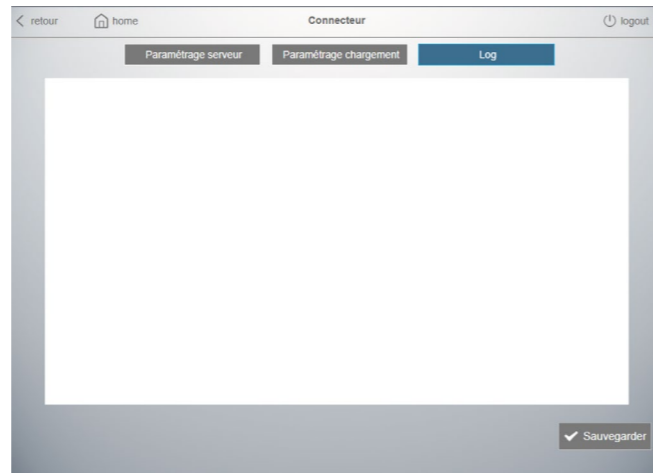 retour home Connecteur logout
Paramétrage serveur Paramétrage chargement Log
Sauvegarder